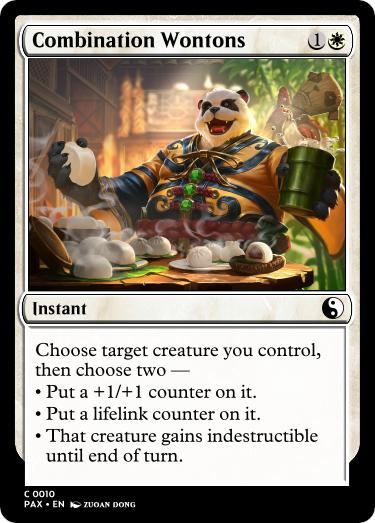 Combination Wontons 1
Instant
Choose target creature you control,
then choose two —
• Put a +1/+1 counter on it.
• Put a lifelink counter on it.
• That creature gains indestructible
until end of turn.
C 0010
PAX • EN ZUOAN DONG